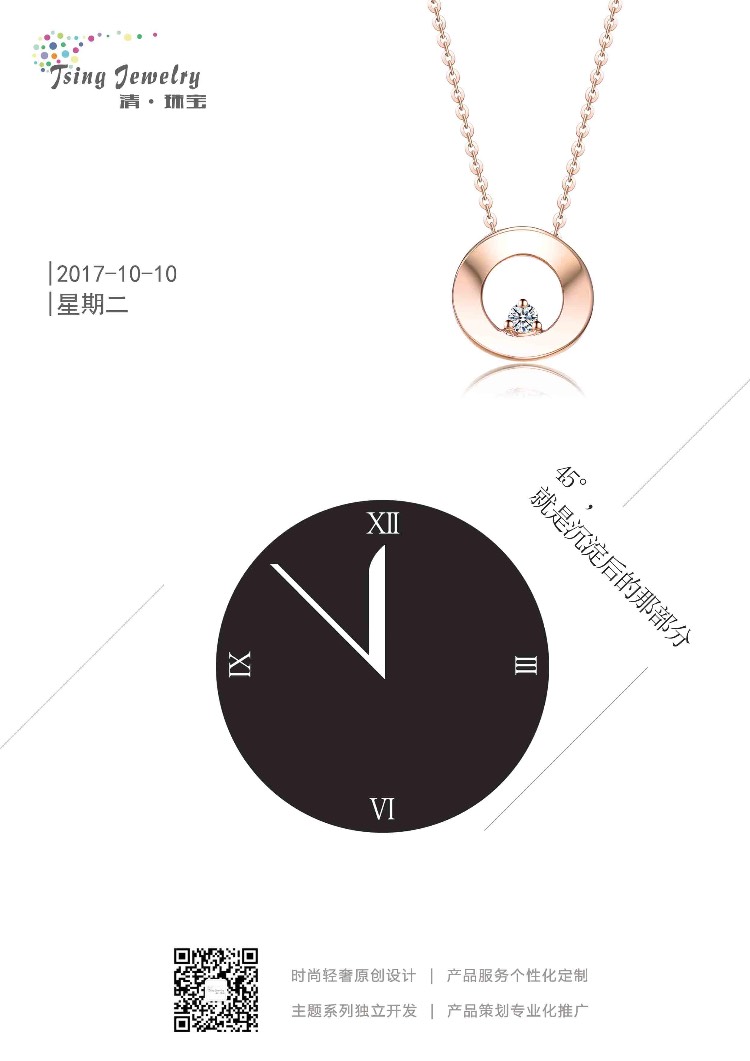 Tsing Jewelry
清·珠宝
2017-10-10
星期二
45°，
就是沉淀后的那部分
XII
IX
III
VI
时尚轻奢原创设计 | 产品服务个性化定制
主题系列独立开发 | 产品策划专业化推广